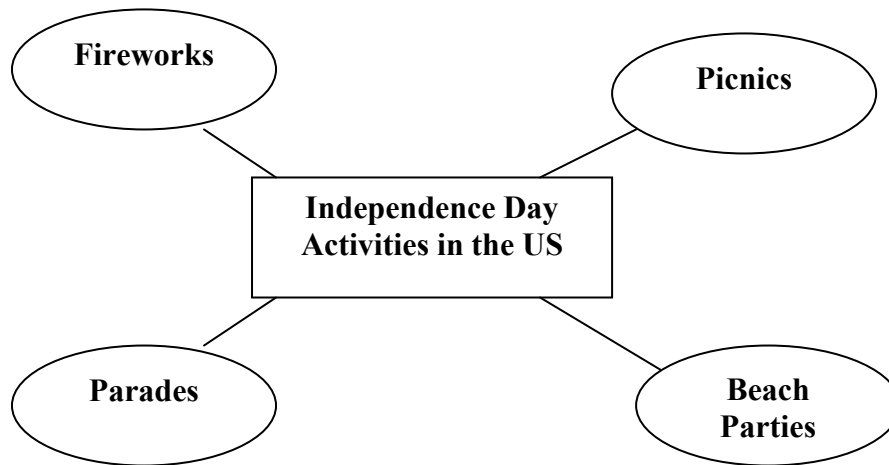 Fireworks
Picnics
Independence Day
Activities in the US
Parades
Beach
Parties